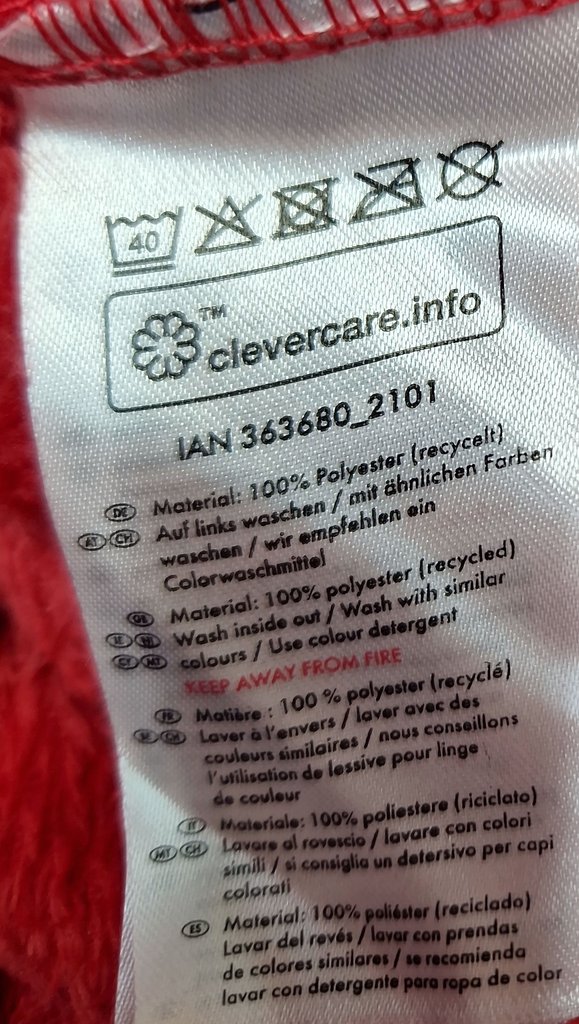 40
™
clevercare.info
IAN 363680_2101
DE Material: 100% Polyester (recycelt)
AT CH Auf links waschen / mit ähnlichen Farben
waschen / wir empfehlen ein
Colorwaschmittel
GB Material: 100% polyester (recycled)
IE NI Wash inside out / Wash with similar
CY MT colours / Use colour detergent
KEEP AWAY FROM FIRE
FR Matière : 100 % polyester (recyclé)
BE CH Laver à l'envers / laver avec des
couleurs similaires / nous conseillons
l'utilisation de lessive pour linge
de couleur
IT Materiale: 100% poliestere (riciclato)
MT CH Lavare al rovescio / lavare con colori
simili / si consiglia un detersivo per capi
colorati
ES Material: 100% poliéster (reciclado)
Lavar del revés / lavar con prendas
de colores similares / se recomienda
lavar con detergente para ropa de color